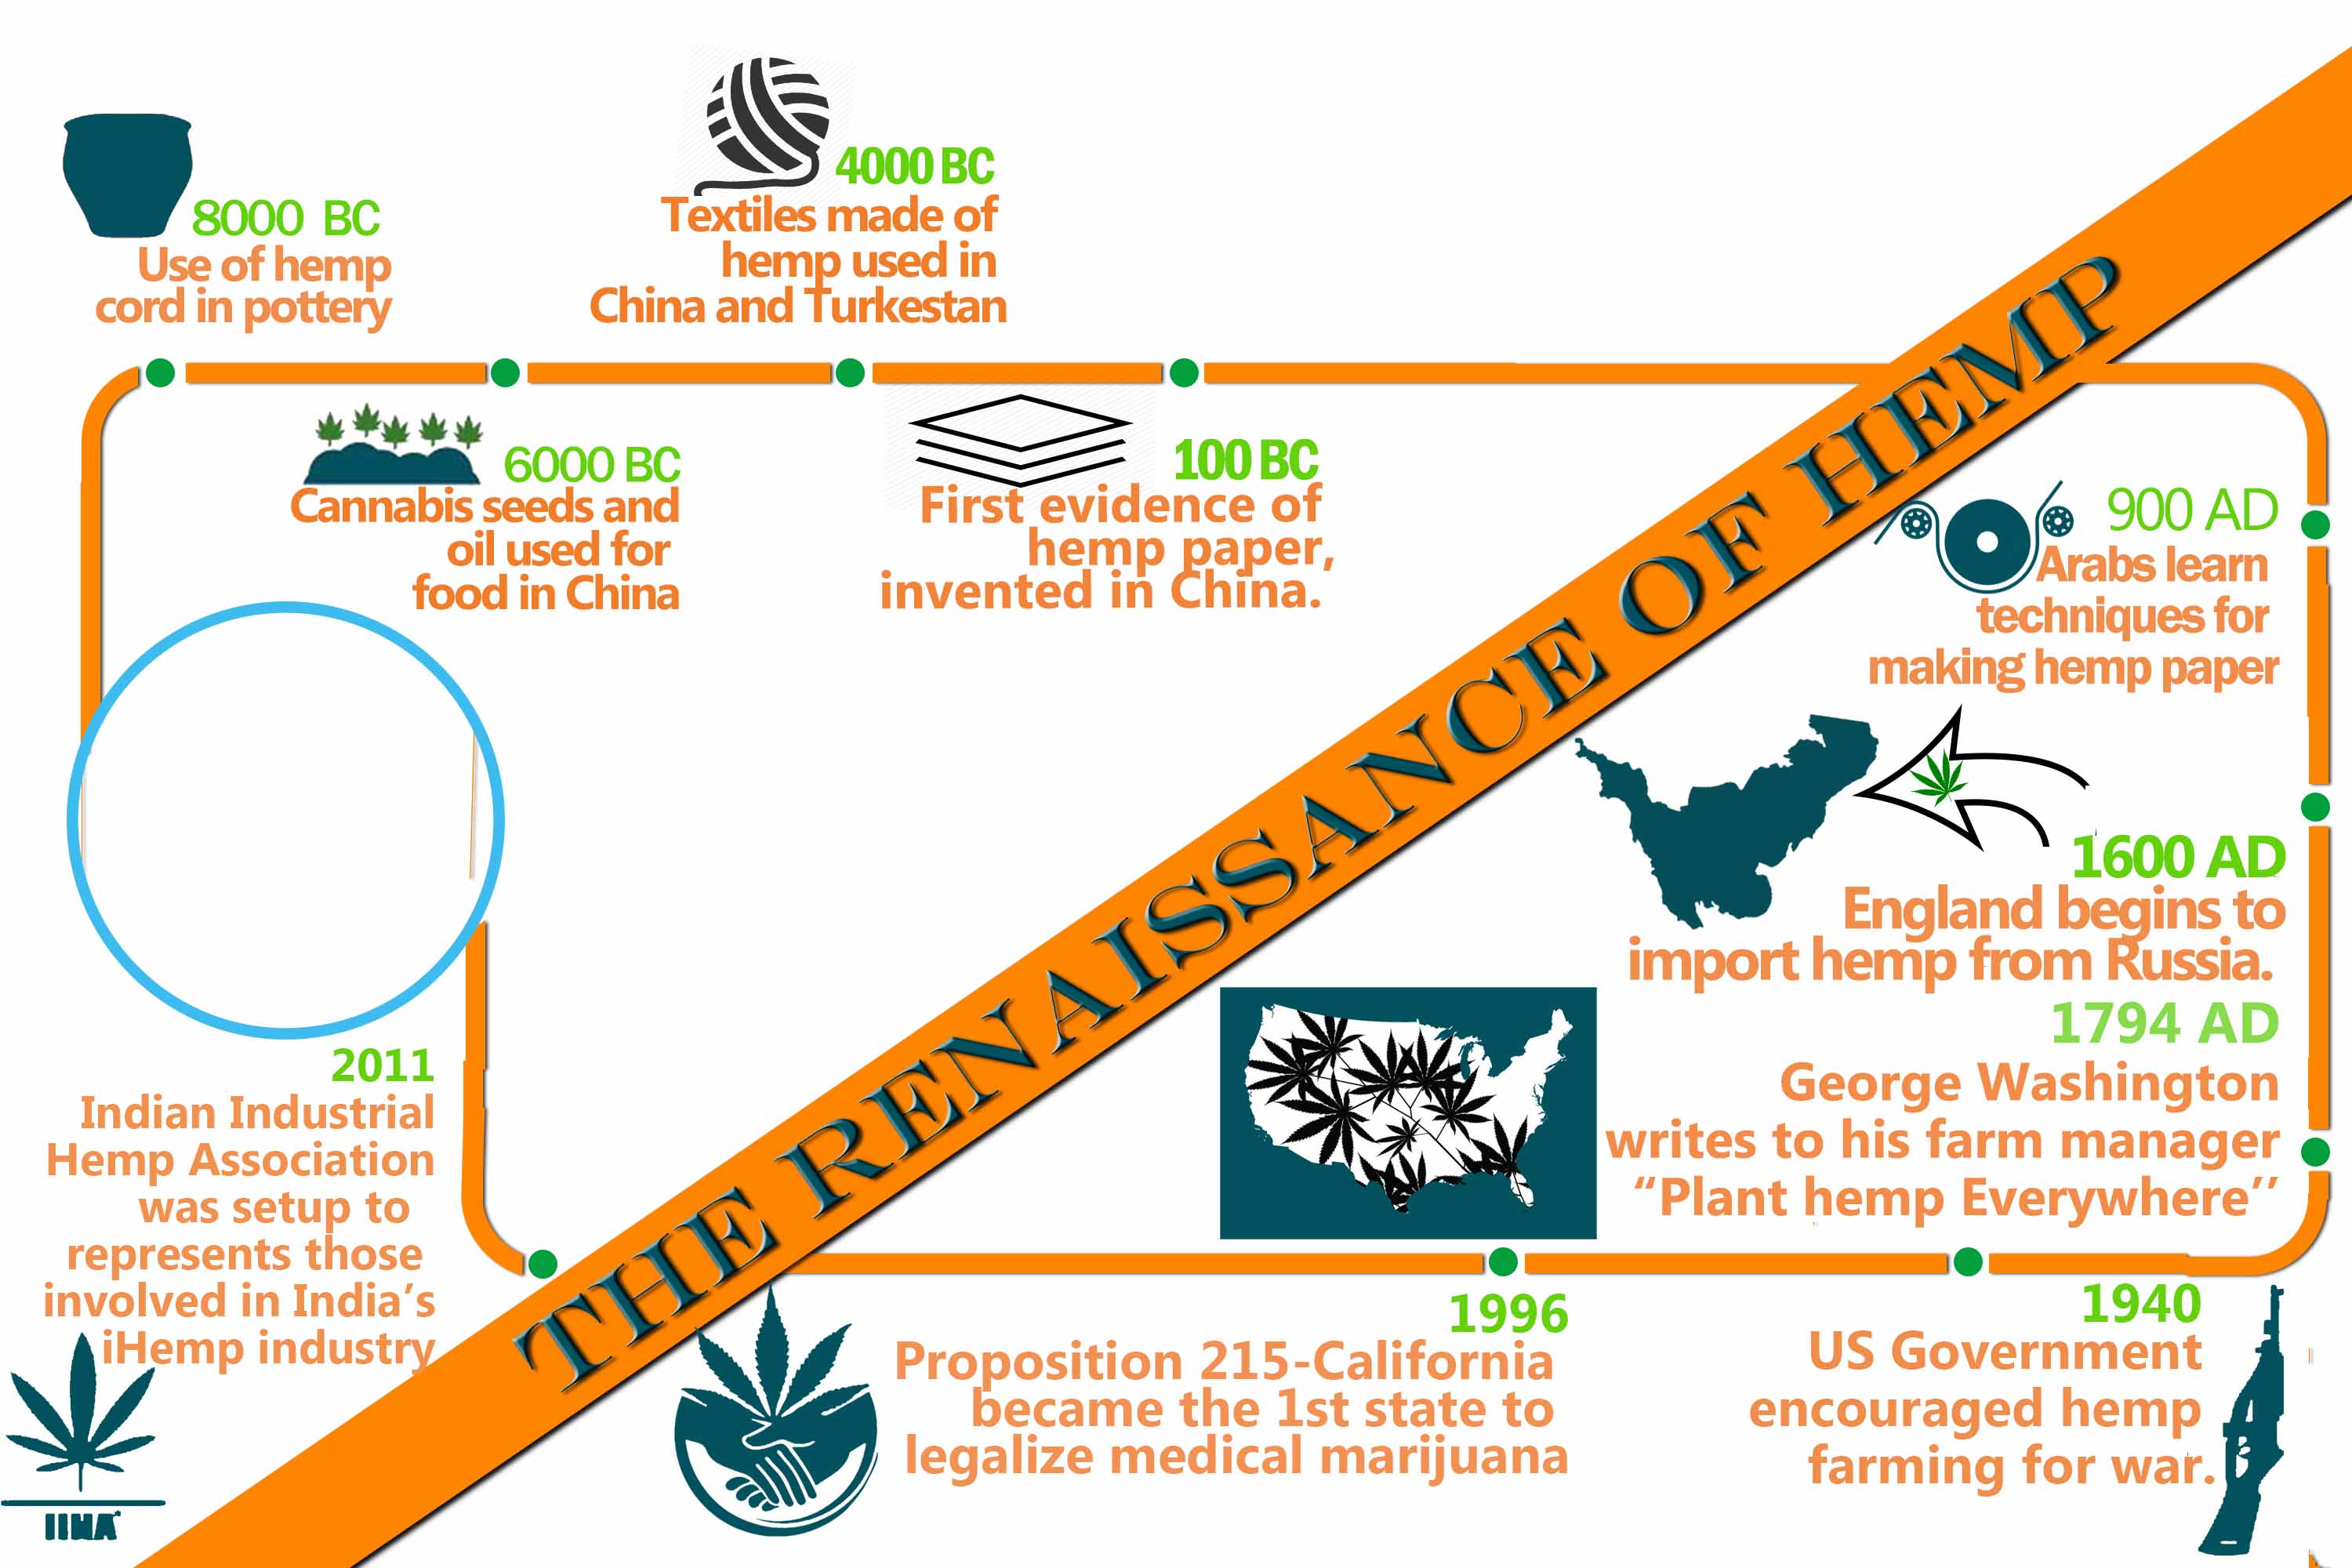 8000 BC
Use of hemp
cord in pottery
4000 BC
Textiles made of
hemp used in
China and Turkestan
6000 BC
Cannabis seeds and
oil used for
food in China
100 BC
First evidence of
hemp paper,
invented in China.
THE RENAISSANCE OF HEMP
900 AD
Arabs learn
techniques for
making hemp paper
1600 AD
England begins to
import hemp from Russia.
1794 AD
George Washington
writes to his farm manager
“Plant hemp Everywhere’’
1940
US Government
encouraged hemp
farming for war.
1996
Proposition 215-California
became the 1st state to
legalize medical marijuana
2011
Indian Industrial
Hemp Association
was setup to
represents those
involved in India’s
iHemp industry
IIHA